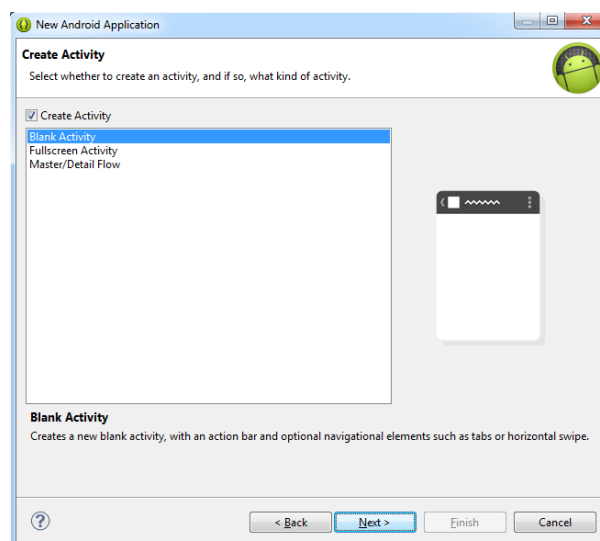 New Android Application
Create Activity
Select whether to create an activity, and if so, what kind of activity.
Create Activity
Blank Activity
Fullscreen Activity
Master/Detail Flow
Blank Activity
Creates a new blank activity, with an action bar and optional navigational elements such as tabs or horizontal swipe.
? < Back Next > Finish Cancel